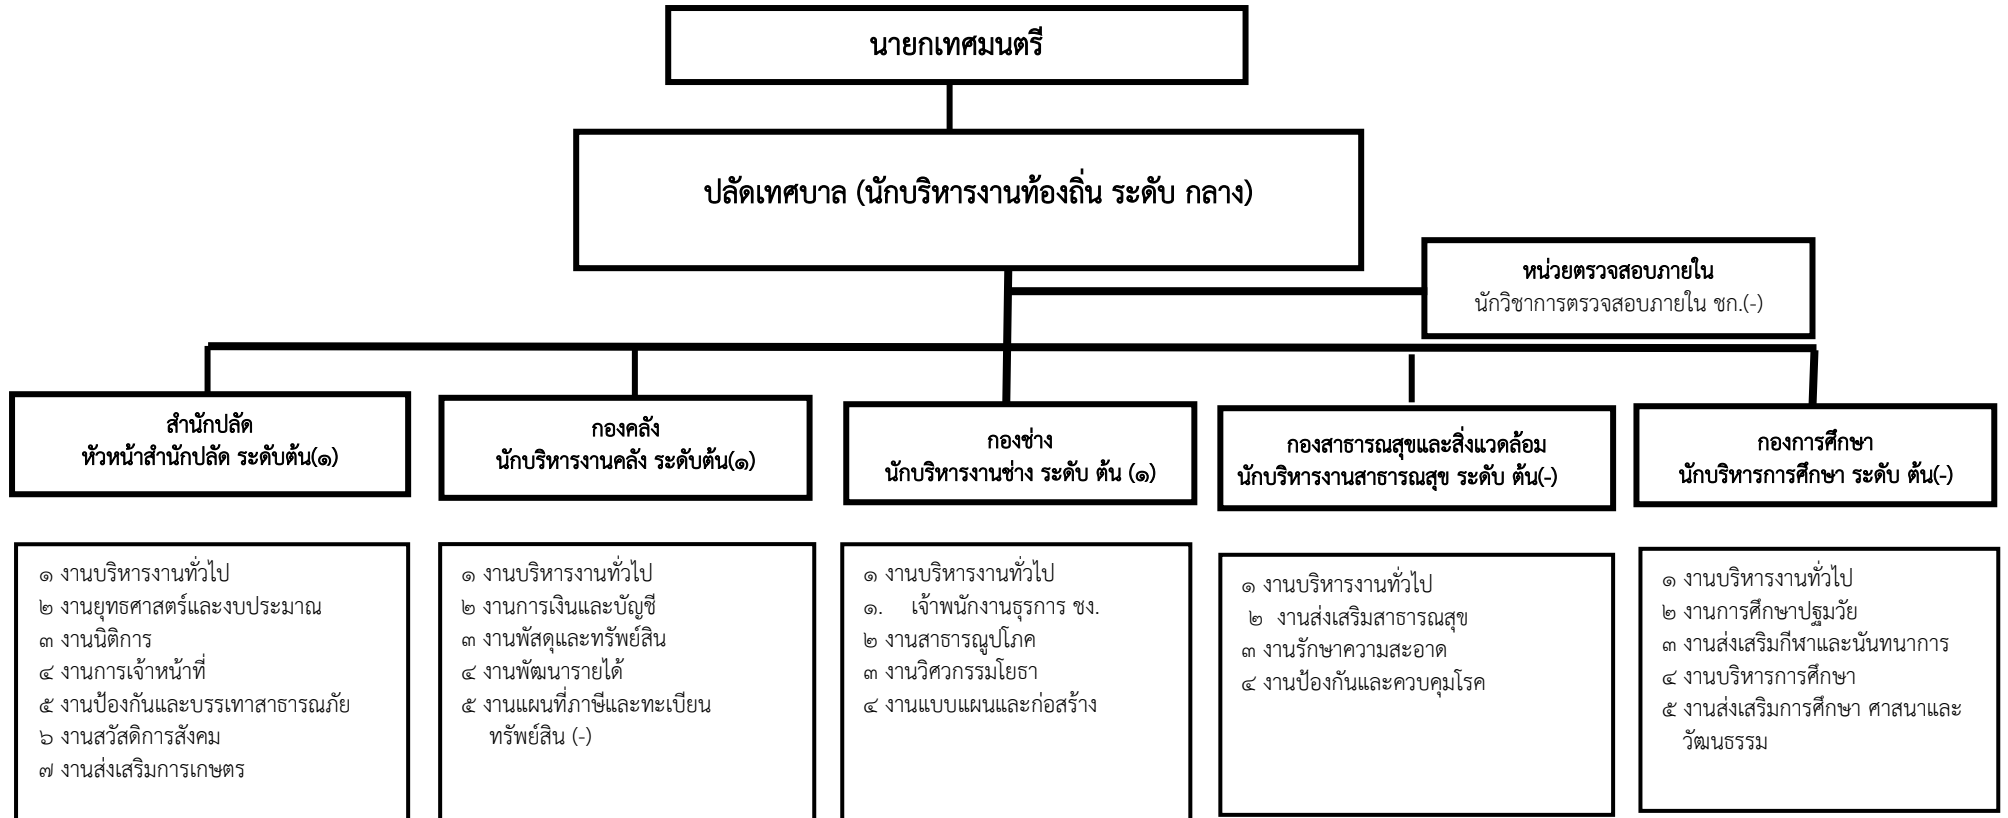 นายกเทศมนตรี
ปลัดเทศบาล (นักบริหารงานท้องถิ่น ระดับ กลาง)
หน่วยตรวจสอบภายใน
นักวิชาการตรวจสอบภายใน ชก.(-)
สำนักปลัด
หัวหน้าสำนักปลัด ระดับต้น(๑)
กองคลัง
นักบริหารงานคลัง ระดับต้น(๑)
กองช่าง
นักบริหารงานช่าง ระดับ ต้น (๑)
กองสาธารณสุขและสิ่งแวดล้อม
นักบริหารงานสาธารณสุข ระดับ ต้น(-)
กองการศึกษา
นักบริหารการศึกษา ระดับ ต้น(-)
๑ งานบริหารงานทั่วไป
๒ งานยุทธศาสตร์และงบประมาณ
๓ งานนิติการ
๔ งานการเจ้าหน้าที่
๕ งานป้องกันและบรรเทาสาธารณภัย
๖ งานสวัสดิการสังคม
๗ งานส่งเสริมการเกษตร
๑ งานบริหารงานทั่วไป
๒ งานการเงินและบัญชี
๓ งานพัสดุและทรัพย์สิน
๔ งานพัฒนารายได้
๕ งานแผนที่ภาษีและทะเบียน
ทรัพย์สิน (-)
๑ งานบริหารงานทั่วไป
๑. เจ้าพนักงานธุรการ ชง.
๒ งานสาธารณูปโภค
๓ งานวิศวกรรมโยธา
๔ งานแบบแผนและก่อสร้าง
๑ งานบริหารงานทั่วไป
๒ งานส่งเสริมสาธารณสุข
๓ งานรักษาความสะอาด
๔ งานป้องกันและควบคุมโรค
๑ งานบริหารงานทั่วไป
๒ งานการศึกษาปฐมวัย
๓ งานส่งเสริมกีฬาและนันทนาการ
๔ งานบริหารการศึกษา
๕ งานส่งเสริมการศึกษา ศาสนาและ
วัฒนธรรม